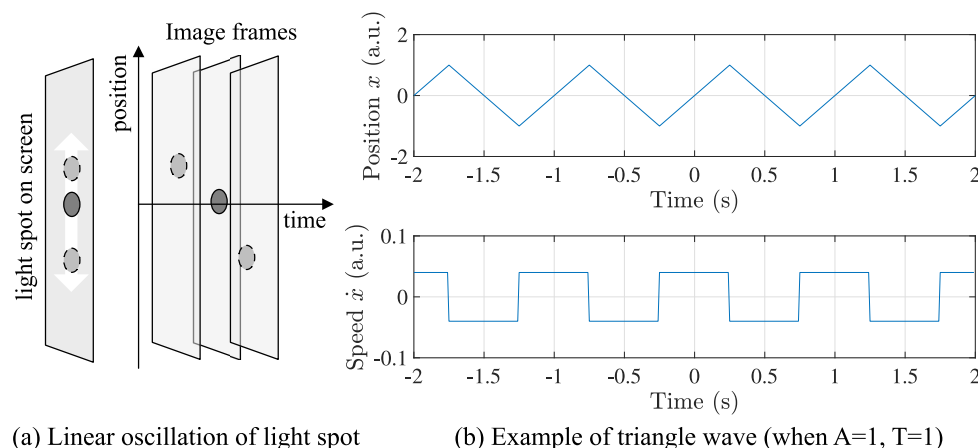 Image frames
position
time
light spot on screen
(a) Linear oscillation of light spot
2
0
-2
Position x (a.u.)
-2 -1.5 -1 -0.5 0 0.5 1 1.5 2
Time (s)
0.1
0
-0.1
Speed ẋ (a.u.)
-2 -1.5 -1 -0.5 0 0.5 1 1.5 2
Time (s)
(b) Example of triangle wave (when A=1, T=1)